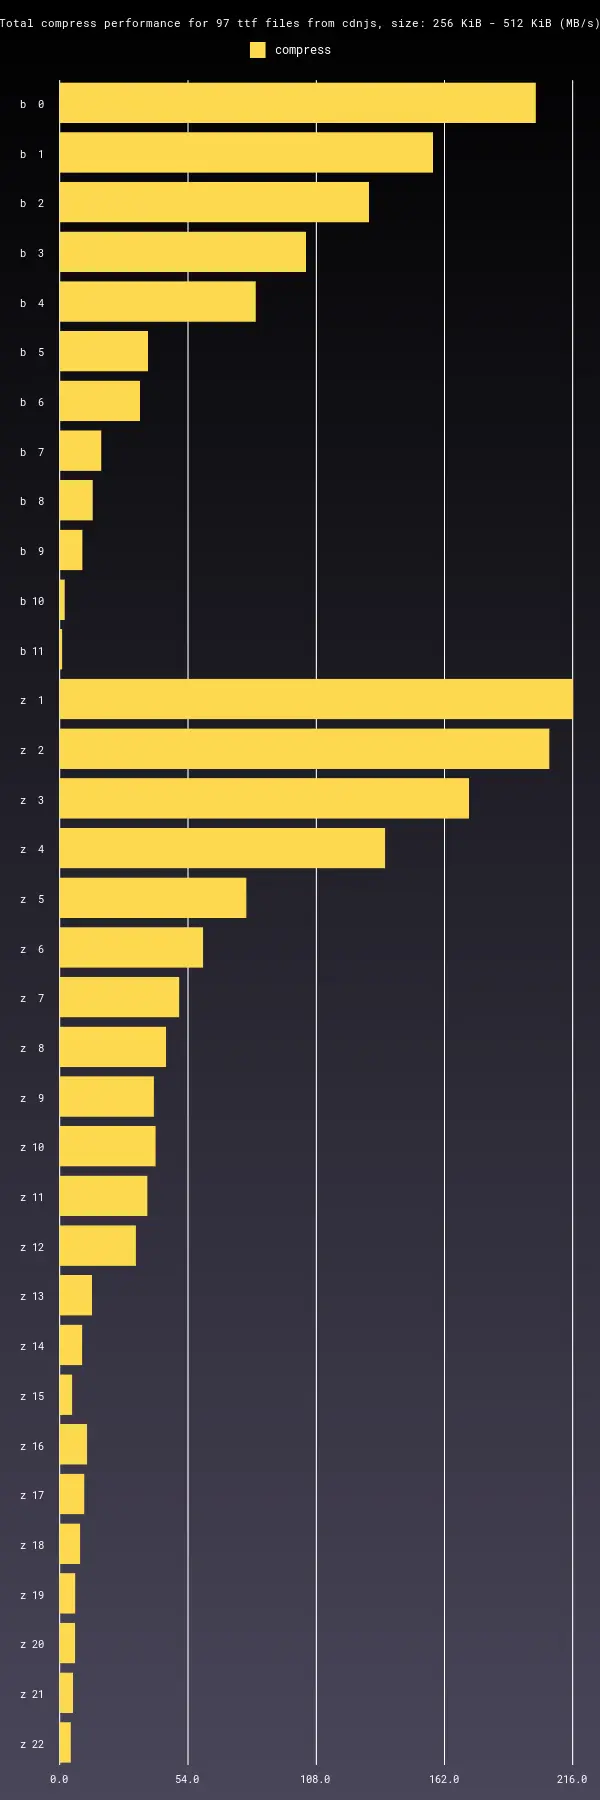 Total compress performance for 97 ttf files from cdnjs, size: 256 KiB - 512 KiB (MB/s)
compress
b 0
b 1
b 2
b 3
b 4
b 5
b 6
b 7
b 8
b 9
b 10
b 11
z 1
z 2
z 3
z 4
z 5
z 6
z 7
z 8
z 9
z 10
z 11
z 12
z 13
z 14
z 15
z 16
z 17
z 18
z 19
z 20
z 21
z 22
0.0 54.0 108.0 162.0 216.0